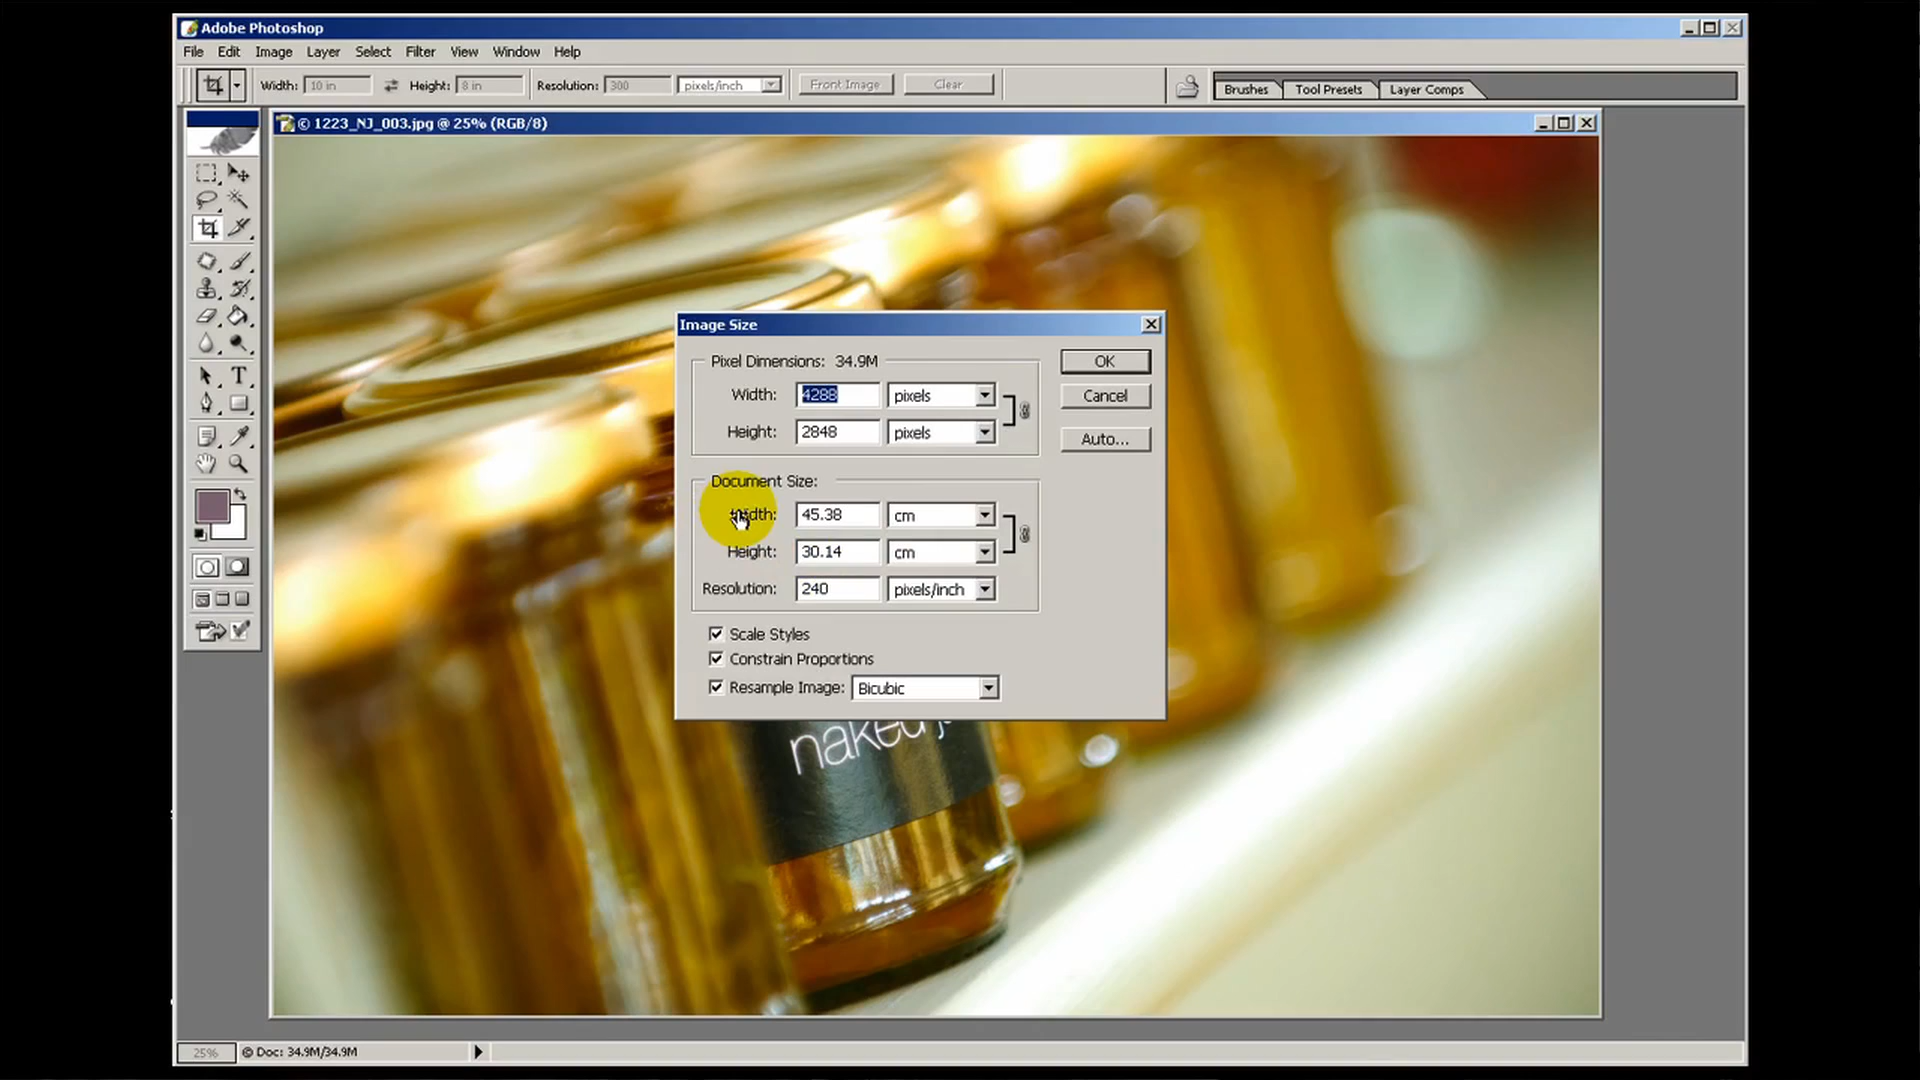 Adobe Photoshop
File Edit Image Layer Select Filter View Window Help
Width: 10 in Height: 8 in Resolution: 300 pixels/inch Front Image Clear Brushes Tool Presets Layer Comps
© 1223_NJ_003.jpg @ 25% (RGB/8)
Image Size
Pixel Dimensions: 34.9M OK
Width: 4288 pixels Cancel
Height: 2848 pixels Auto...
Document Size:
Width: 45.38 cm
Height: 30.14 cm
Resolution: 240 pixels/inch
Scale Styles
Constrain Proportions
Resample Image: Bicubic
naked
25% © Doc: 34.9M/34.9M